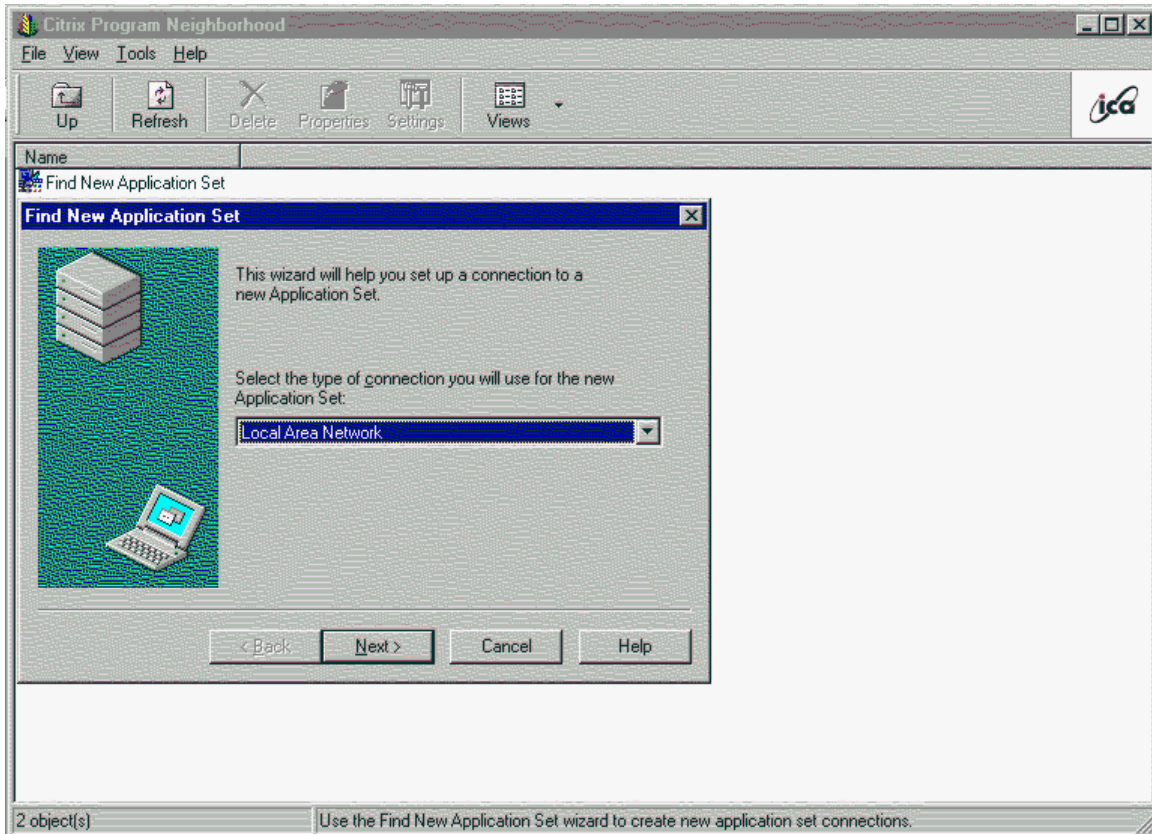 Citrix Program Neighborhood
File View Tools Help
Up Refresh Delete Properties Settings Views
ica
Name
Find New Application Set
Find New Application Set
This wizard will help you set up a connection to a
new Application Set.
Select the type of connection you will use for the new
Application Set:
Local Area Network
< Back Next > Cancel Help
2 object(s) Use the Find New Application Set wizard to create new application set connections.